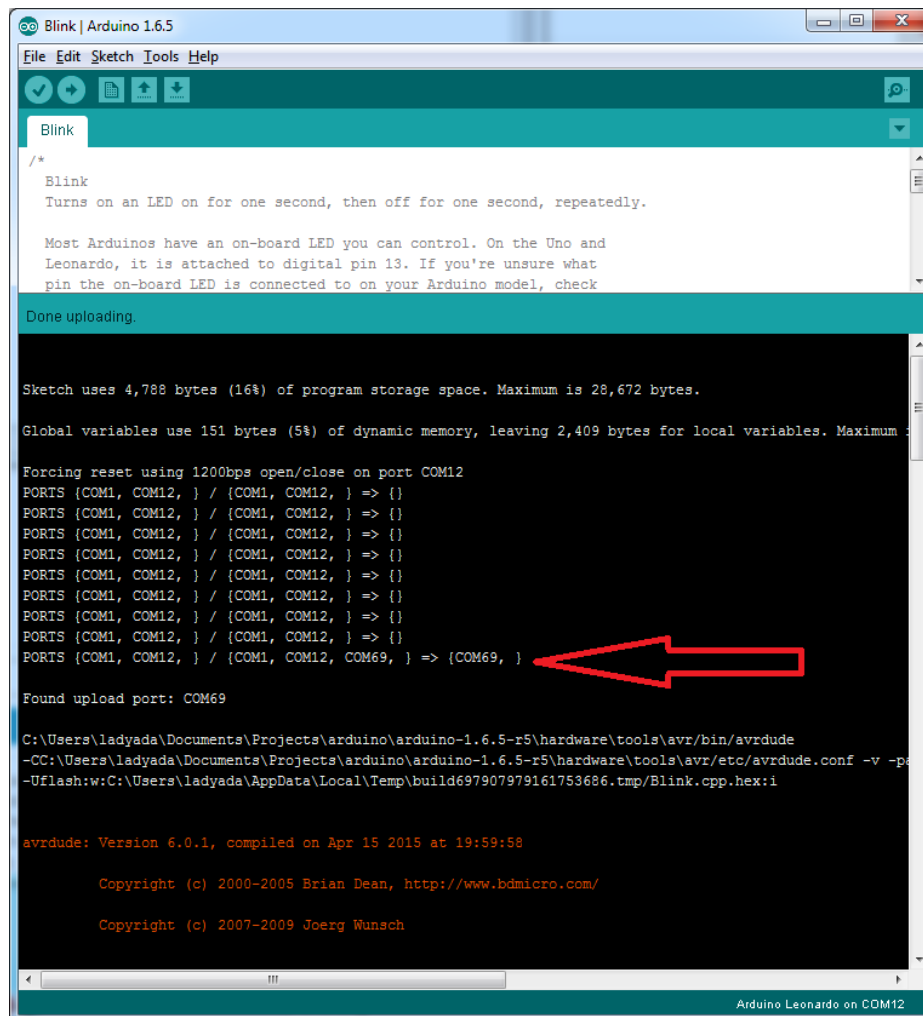 Blink | Arduino 1.6.5
File Edit Sketch Tools Help
Blink
/*
Blink
Turns on an LED on for one second, then off for one second, repeatedly.
Most Arduinos have an on-board LED you can control. On the Uno and
Leonardo, it is attached to digital pin 13. If you're unsure what
pin the on-board LED is connected to on your Arduino model, check
Done uploading.
Sketch uses 4,788 bytes (16%) of program storage space. Maximum is 28,672 bytes.
Global variables use 151 bytes (5%) of dynamic memory, leaving 2,409 bytes for local variables. Maximum
Forcing reset using 1200bps open/close on port COM12
PORTS {COM1, COM12, } / {COM1, COM12, } => {}
PORTS {COM1, COM12, } / {COM1, COM12, } => {}
PORTS {COM1, COM12, } / {COM1, COM12, } => {}
PORTS {COM1, COM12, } / {COM1, COM12, } => {}
PORTS {COM1, COM12, } / {COM1, COM12, } => {}
PORTS {COM1, COM12, } / {COM1, COM12, } => {}
PORTS {COM1, COM12, } / {COM1, COM12, } => {}
PORTS {COM1, COM12, } / {COM1, COM12, } => {}
PORTS {COM1, COM12, } / {COM1, COM12, COM69, } => {COM69, }
Found upload port: COM69
C:\Users\ladyada\Documents\Projects\arduino\arduino-1.6.5-r5\hardware\tools\avr/bin/avrdude
-CC:\Users\ladyada\Documents\Projects\arduino\arduino-1.6.5-r5\hardware\tools\avr/etc/avrdude.conf -v -pa
-Uflash:w:C:\Users\ladyada\AppData\Local\Temp\build697907979161753686.tmp/Blink.cpp.hex:i
avrdude: Version 6.0.1, compiled on Apr 15 2015 at 19:59:58
Copyright (c) 2000-2005 Brian Dean, http://www.bdmicro.com/
Copyright (c) 2007-2009 Joerg Wunsch
Arduino Leonardo on COM12